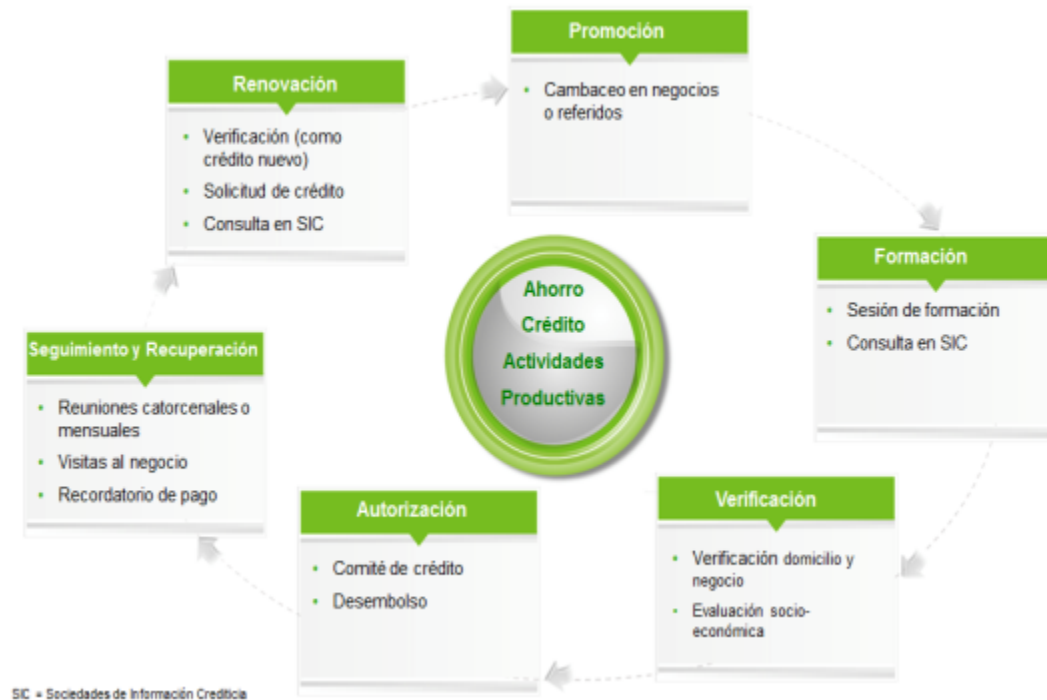 Promoción
• Cambaceo en negocios
o referidos
Formación
• Sesión de formación
• Consulta en SIC
Verificación
• Verificación domicilio y
negocio
• Evaluación socio-
económica
Autorización
• Comité de crédito
• Desembolso
Seguimiento y Recuperación
• Reuniones catorcenales o
mensuales
• Visitas al negocio
• Recordatorio de pago
Renovación
• Verificación (como
crédito nuevo)
• Solicitud de crédito
• Consulta en SIC
Ahorro
Crédito
Actividades
Productivas
SIC = Sociedades de Información Crediticia